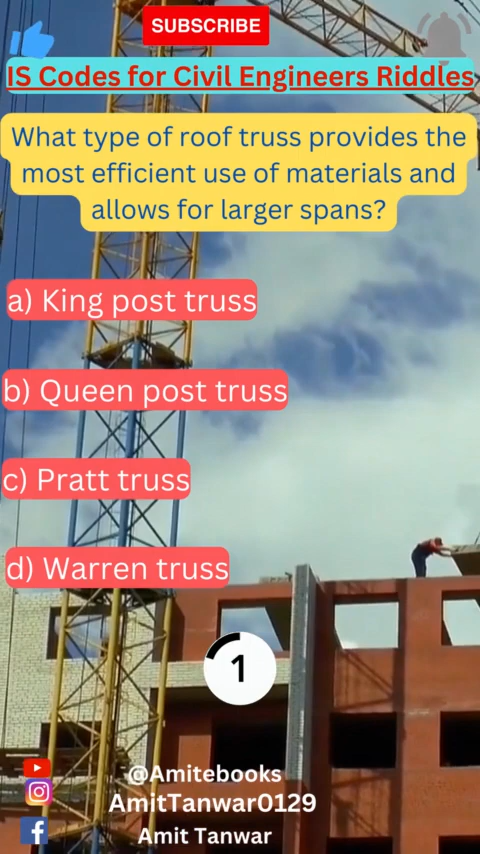 SUBSCRIBE
IS Codes for Civil Engineers Riddles
What type of roof truss provides the
most efficient use of materials and
allows for larger spans?
a) King post truss
b) Queen post truss
c) Pratt truss
d) Warren truss
1
@Amitebooks
AmitTanwar0129
Amit Tanwar